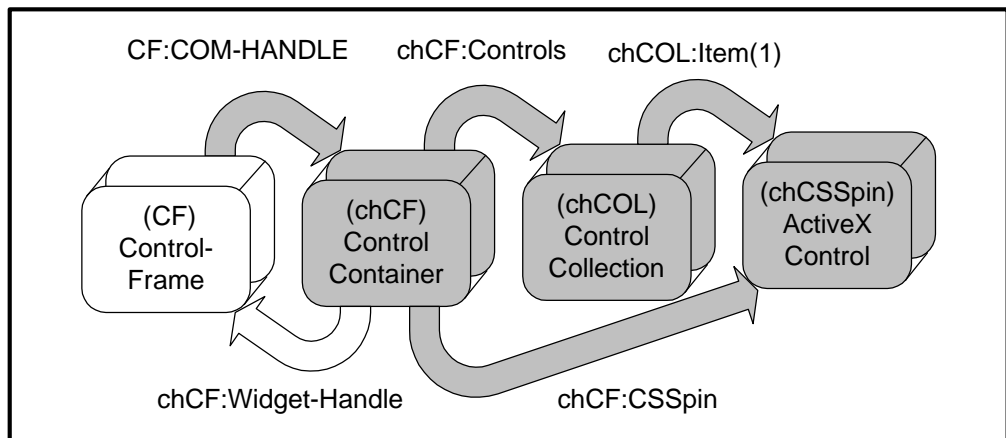 CF:COM-HANDLE
chCF:Controls
chCOL:Item(1)
(CF)
Control-
Frame
(chCF)
Control
Container
(chCOL)
Control
Collection
(chCSSpin)
ActiveX
Control
chCF:Widget-Handle
chCF:CSSpin